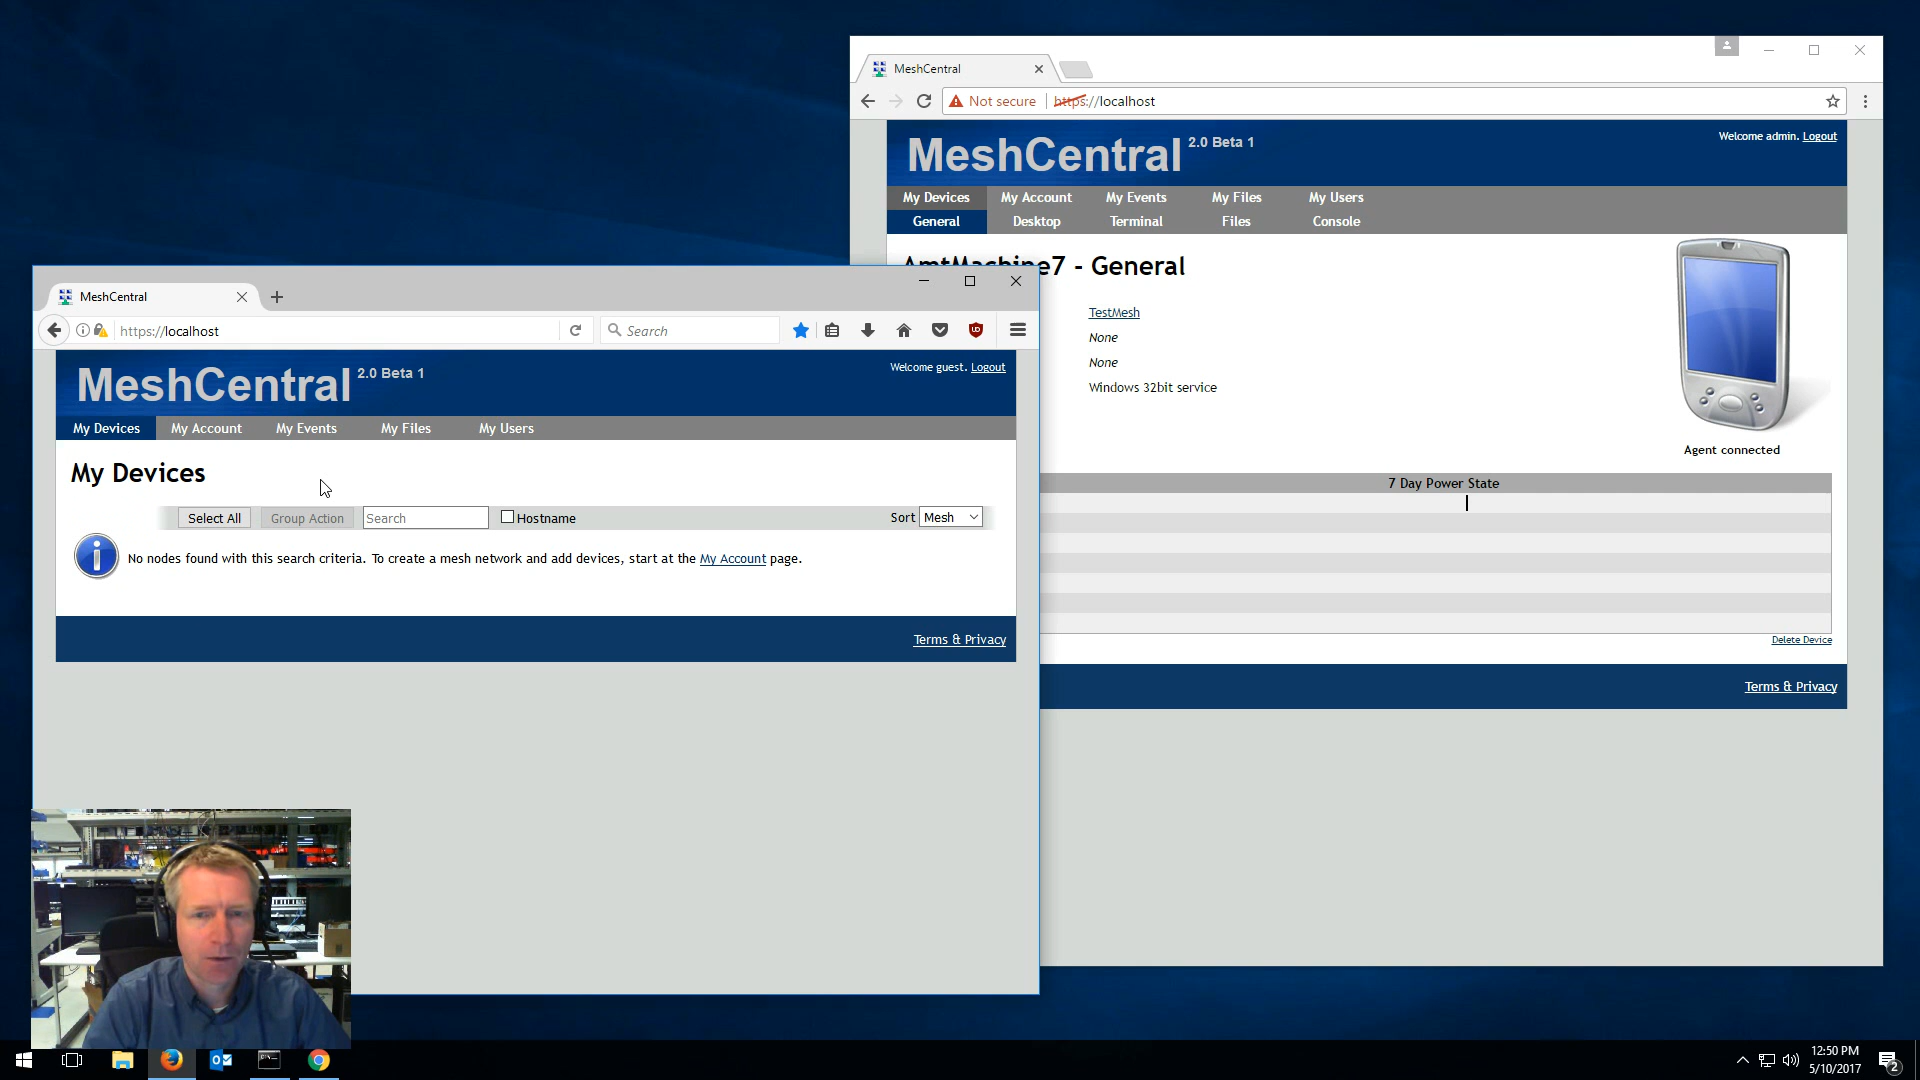 MeshCentral
Not secure
https://localhost
MeshCentral 2.0 Beta 1
Welcome admin. Logout
My Devices My Account My Events My Files My Users
General Desktop Terminal Files Console
AmtMachine7 - General
TestMesh
None
None
Windows 32bit service
Agent connected
7 Day Power State
Delete Device
Terms & Privacy
MeshCentral
https://localhost
Search
MeshCentral 2.0 Beta 1
Welcome guest. Logout
My Devices My Account My Events My Files My Users
My Devices
Select All Group Action Search Hostname Sort Mesh
No nodes found with this search criteria. To create a mesh network and add devices, start at the My Account page.
Terms & Privacy
12:50 PM
5/10/2017
2